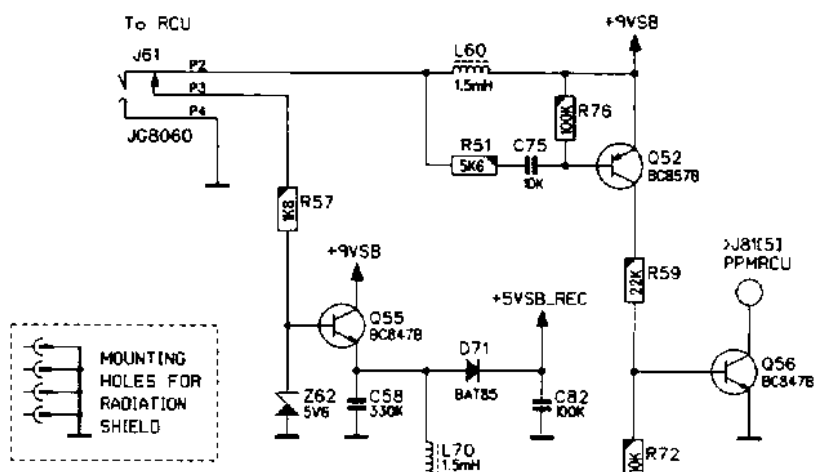 To RCU
+9VSB
J61
L60
P2
1.5mH
P3
R76
100K
P4
R51
C75
JG8060
5K6
10K
Q52
BC857B
R57
1K8
+9VSB
>J81[5]
PPMRCU
R59
22K
+5VSB_REC
Q55
BC847B
D71
Q56
BC847B
MOUNTING
HOLES FOR
RADIATION
SHIELD
Z62
5V6
C58
330K
BAT85
C82
100K
L70
1.5mH
R72